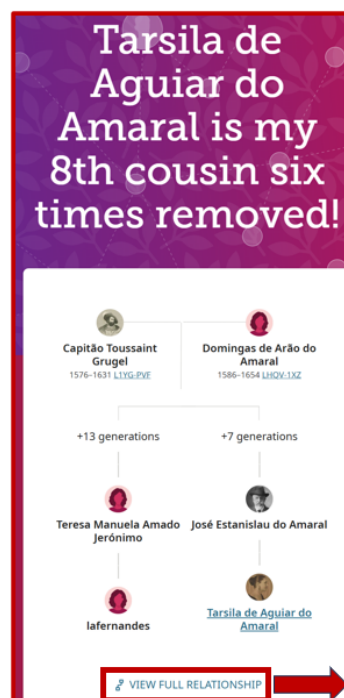 Tarsila de
Aguiar do
Amaral is my
8th cousin six
times removed!
Capitão Toussaint
Grugel
1576–1631 L1YG-PVF
Domingas de Arão do
Amaral
1586–1654 LHQV-1XZ
+13 generations
+7 generations
Teresa Manuela Amado
Jerónimo
José Estanislau do Amaral
lafernandes
Tarsila de Aguiar do
Amaral
VIEW FULL RELATIONSHIP